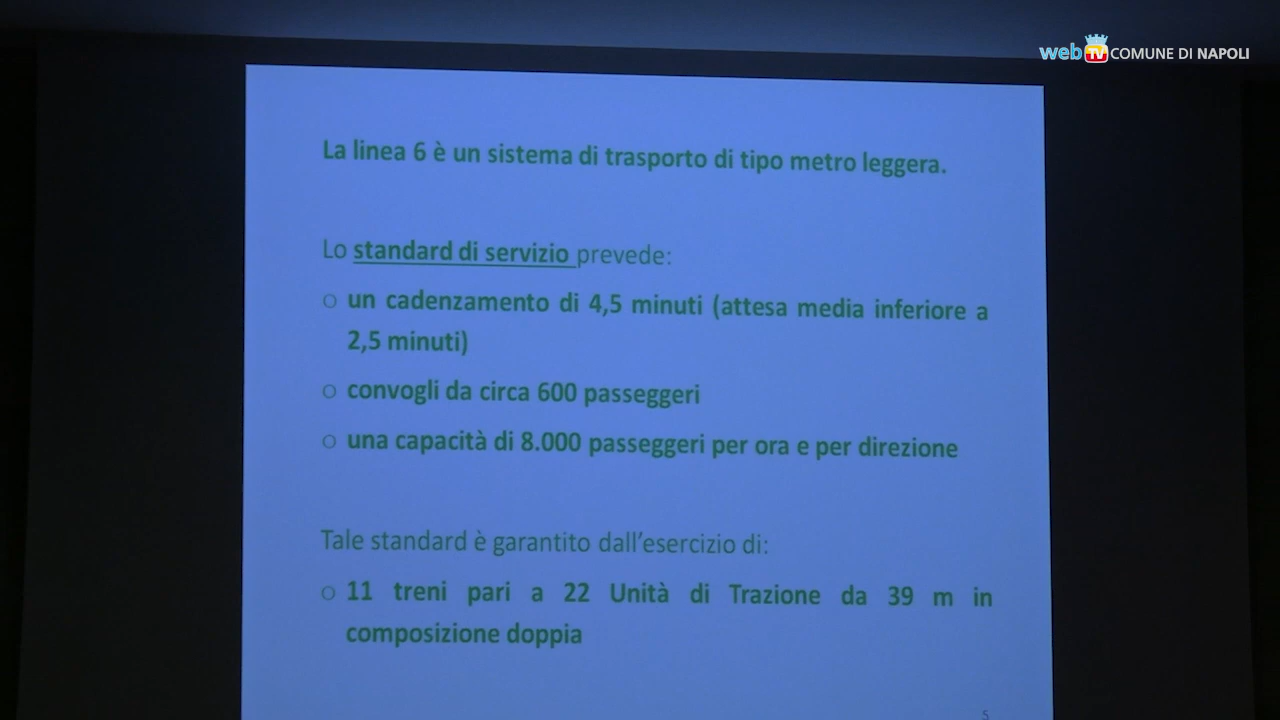 web TV COMUNE DI NAPOLI
La linea 6 è un sistema di trasporto di tipo metro leggera.
Lo standard di servizio prevede:
o un cadenzamento di 4,5 minuti (attesa media inferiore a
2,5 minuti)
o convogli da circa 600 passeggeri
o una capacità di 8.000 passeggeri per ora e per direzione
Tale standard è garantito dall'esercizio di:
o 11 treni pari a 22 Unità di Trazione da 39 m in
composizione doppia
5